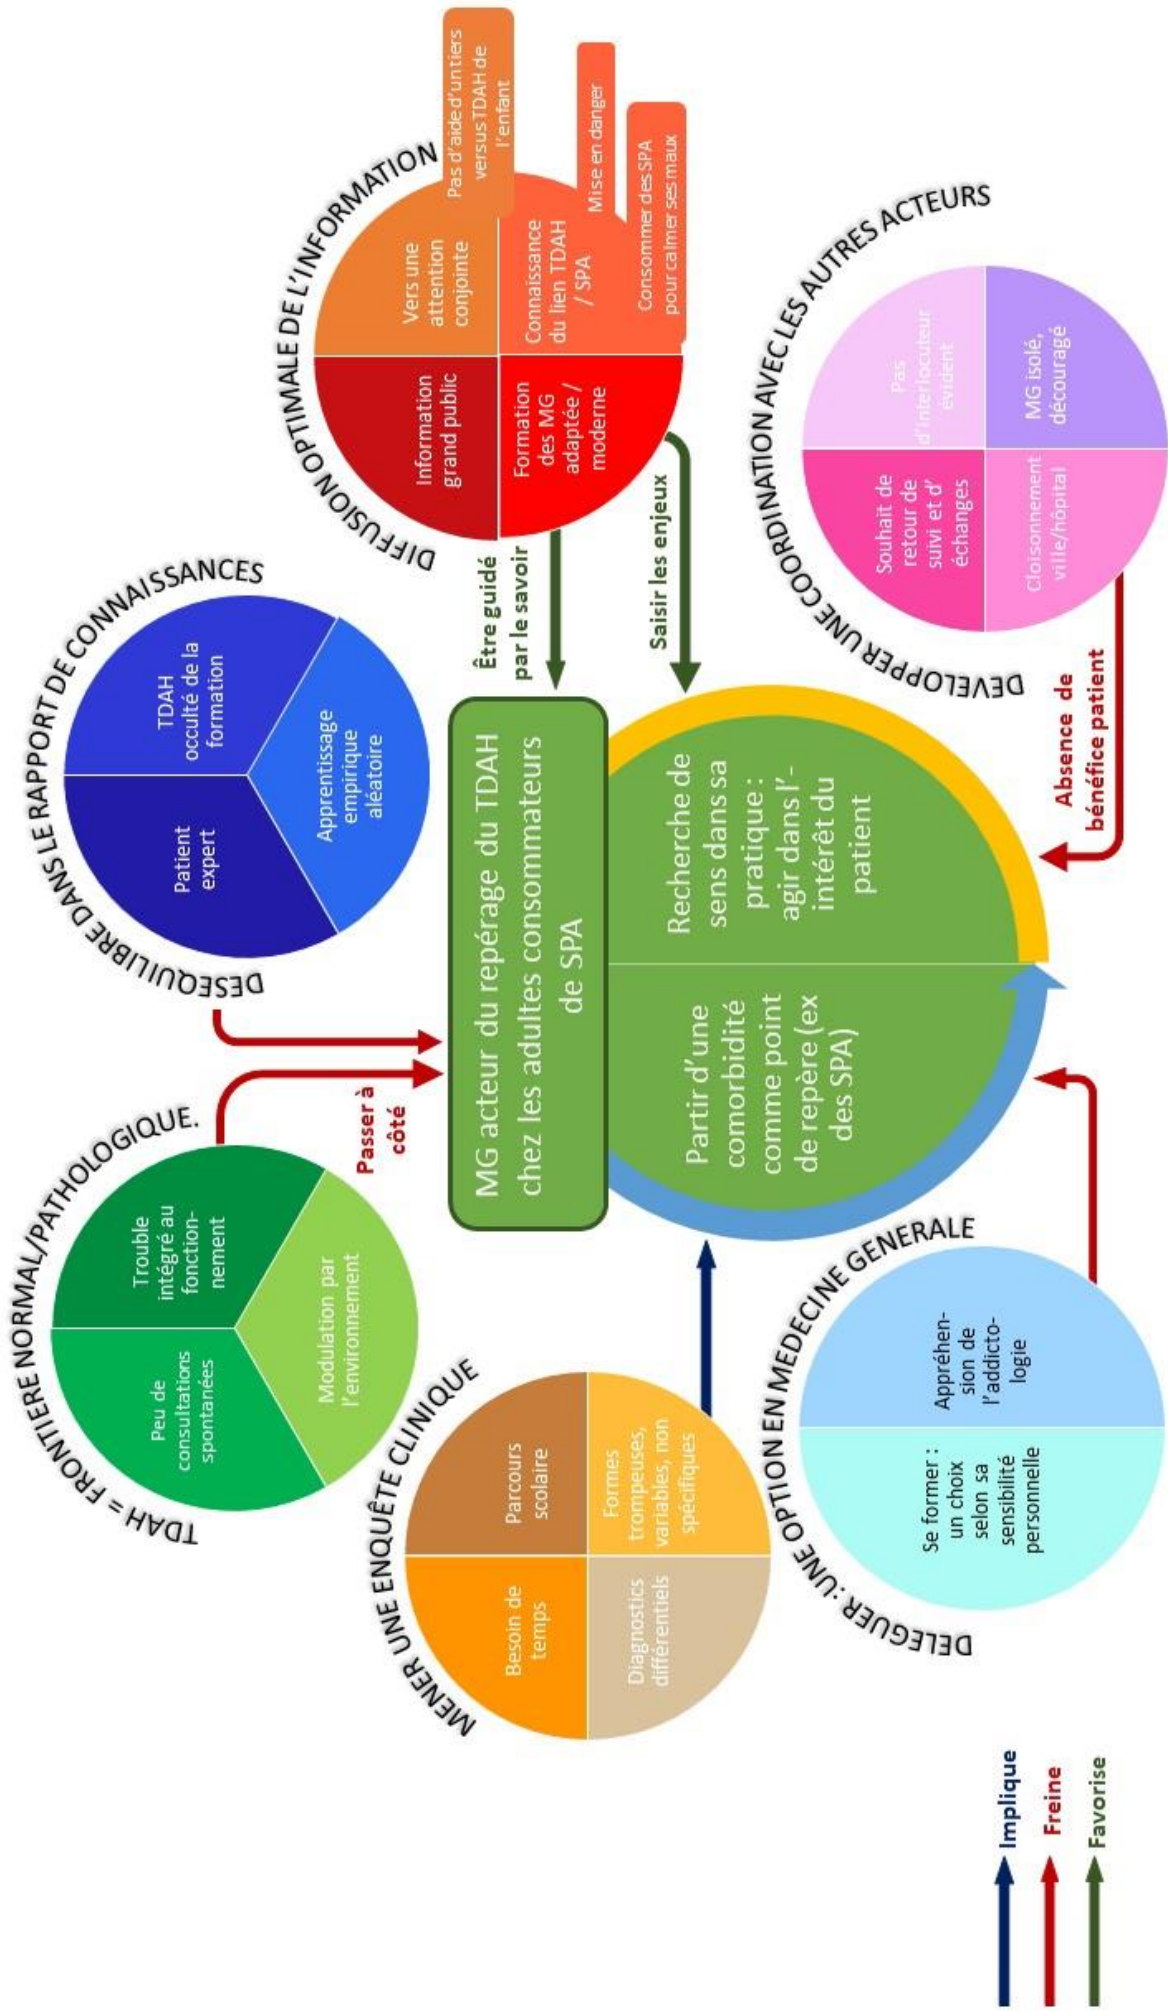 TDAH = FRONTIERE NORMAL/PATHOLOGIQUE.
Peu de
consultations
spontanées
Trouble
intégré au
fonction-
nement
Modulation par
l'environnement
DESEQUILIBRE DANS LE RAPPORT DE CONNAISSANCES
Patient
expert
TDAH
occulté de la
formation
Apprentissage
empirique
aléatoire
DIFFUSION OPTIMALE DE L'INFORMATION
Information
grand public
Vers une
attention
conjointe
Pas d'aide d'un tiers
versus TDAH de
l'enfant
Formation
des MG
adaptée /
moderne
Connaissance
du lien TDAH
/ SPA
Mise en danger
Consommer des SPA
pour calmer ses maux
Passer à
côté
Être guidé
par le savoir
Saisir les enjeux
MENER UNE ENQUÊTE CLINIQUE
Besoin de
temps
Parcours
scolaire
Diagnostics
différentiels
Formes
trompeuses,
variables, non
spécifiques
MG acteur du repérage du TDAH
chez les adultes consommateurs
de SPA
Partir d'une
comorbidité
comme point
de repère (ex
des SPA)
Recherche de
sens dans sa
pratique :
agir dans l'-
intérêt du
patient
DEVELOPPER UNE COORDINATION AVEC LES AUTRES ACTEURS
Souhait de
retour de
suivi et d'
échanges
Pas
d'interlocuteur
évident
Cloisonnement
ville/hôpital
MG isolé,
découragé
Absence de
bénéfice patient
DELEGUER : UNE OPTION EN MEDECINE GENERALE
Se former :
un choix
selon sa
sensibilité
personnelle
Appréhen-
sion de
l'addicto-
logie
Implique
Freine
Favorise